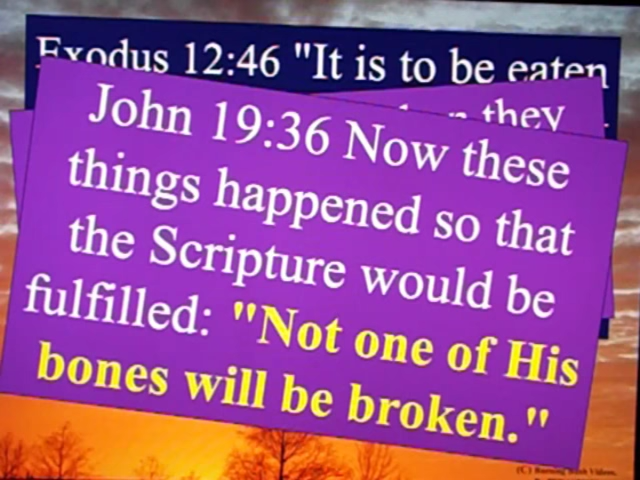 Exodus 12:46 "It is to be eaten
they
John 19:36 Now these
things happened so that
the Scripture would be
fulfilled: "Not one of His
bones will be broken."